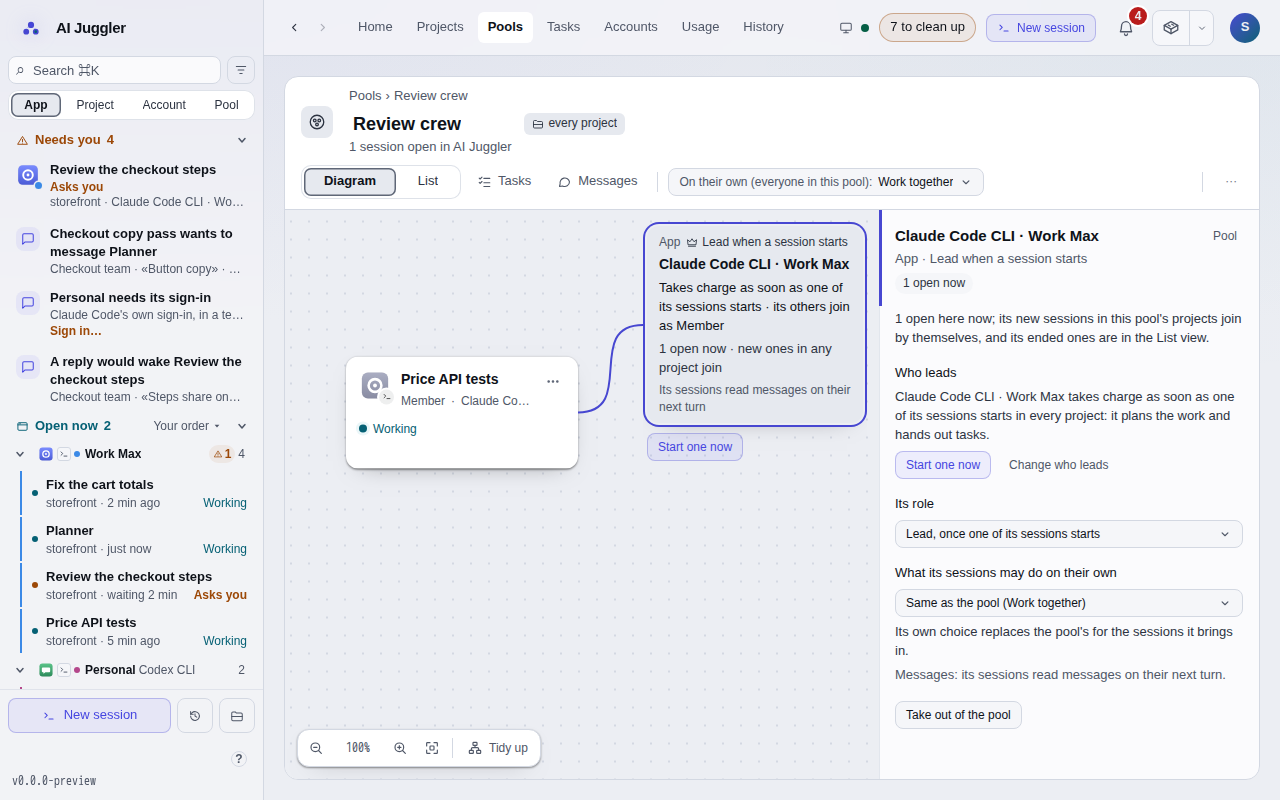 AI Juggler
Search ⌘K
App Project Account Pool
Needs you 4
Review the checkout steps
Asks you
storefront · Claude Code CLI · Wo…
Checkout copy pass wants to
message Planner
Checkout team · «Button copy» · …
Personal needs its sign-in
Claude Code's own sign-in, in a te…
Sign in…
A reply would wake Review the
checkout steps
Checkout team · «Steps share on…
Open now 2 Your order
Work Max 1 4
Fix the cart totals
storefront · 2 min ago Working
Planner
storefront · just now Working
Review the checkout steps
storefront · waiting 2 min Asks you
Price API tests
storefront · 5 min ago Working
Personal Codex CLI 2
New session
?
v0.0.0-preview
Home Projects Pools Tasks Accounts Usage History
7 to clean up
New session
4
S
Pools › Review crew
Review crew every project
1 session open in AI Juggler
Diagram List Tasks Messages
On their own (everyone in this pool): Work together
Price API tests
Member · Claude Co…
Working
App Lead when a session starts
Claude Code CLI · Work Max
Takes charge as soon as one of
its sessions starts · its others join
as Member
1 open now · new ones in any
project join
Its sessions read messages on their
next turn
Start one now
100% Tidy up
Claude Code CLI · Work Max Pool
App · Lead when a session starts
1 open now
1 open here now; its new sessions in this pool's projects join
by themselves, and its ended ones are in the List view.
Who leads
Claude Code CLI · Work Max takes charge as soon as one
of its sessions starts in every project: it plans the work and
hands out tasks.
Start one now Change who leads
Its role
Lead, once one of its sessions starts
What its sessions may do on their own
Same as the pool (Work together)
Its own choice replaces the pool's for the sessions it brings
in.
Messages: its sessions read messages on their next turn.
Take out of the pool